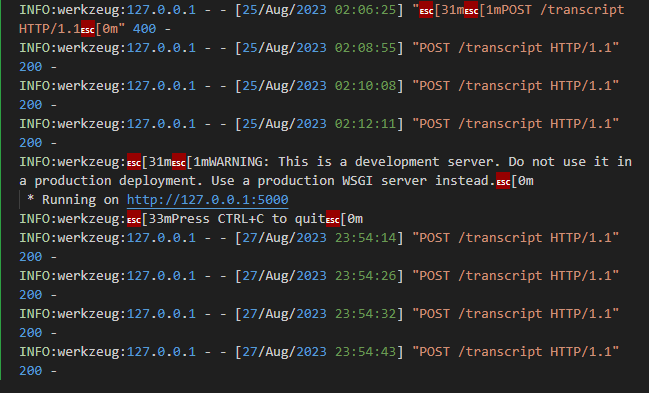 INFO:werkzeug:127.0.0.1 - - [25/Aug/2023 02:06:25] "ESC[31mESC[1mPOST /transcript
HTTP/1.1ESC[0m" 400 -
INFO:werkzeug:127.0.0.1 - - [25/Aug/2023 02:08:55] "POST /transcript HTTP/1.1"
200 -
INFO:werkzeug:127.0.0.1 - - [25/Aug/2023 02:10:08] "POST /transcript HTTP/1.1"
200 -
INFO:werkzeug:127.0.0.1 - - [25/Aug/2023 02:12:11] "POST /transcript HTTP/1.1"
200 -
INFO:werkzeug:ESC[31mESC[1mWARNING: This is a development server. Do not use it in
a production deployment. Use a production WSGI server instead.ESC[0m
 * Running on http://127.0.0.1:5000
INFO:werkzeug:ESC[33mPress CTRL+C to quitESC[0m
INFO:werkzeug:127.0.0.1 - - [27/Aug/2023 23:54:14] "POST /transcript HTTP/1.1"
200 -
INFO:werkzeug:127.0.0.1 - - [27/Aug/2023 23:54:26] "POST /transcript HTTP/1.1"
200 -
INFO:werkzeug:127.0.0.1 - - [27/Aug/2023 23:54:32] "POST /transcript HTTP/1.1"
200 -
INFO:werkzeug:127.0.0.1 - - [27/Aug/2023 23:54:43] "POST /transcript HTTP/1.1"
200 -